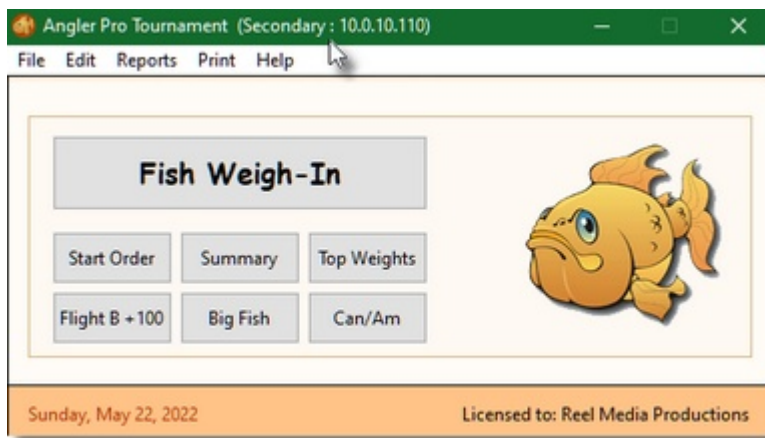 Angler Pro Tournament (Secondary : 10.0.10.110)
File Edit Reports Print Help
Fish Weigh-In
Start Order Summary Top Weights
Flight B +100 Big Fish Can/Am
Sunday, May 22, 2022 Licensed to: Reel Media Productions